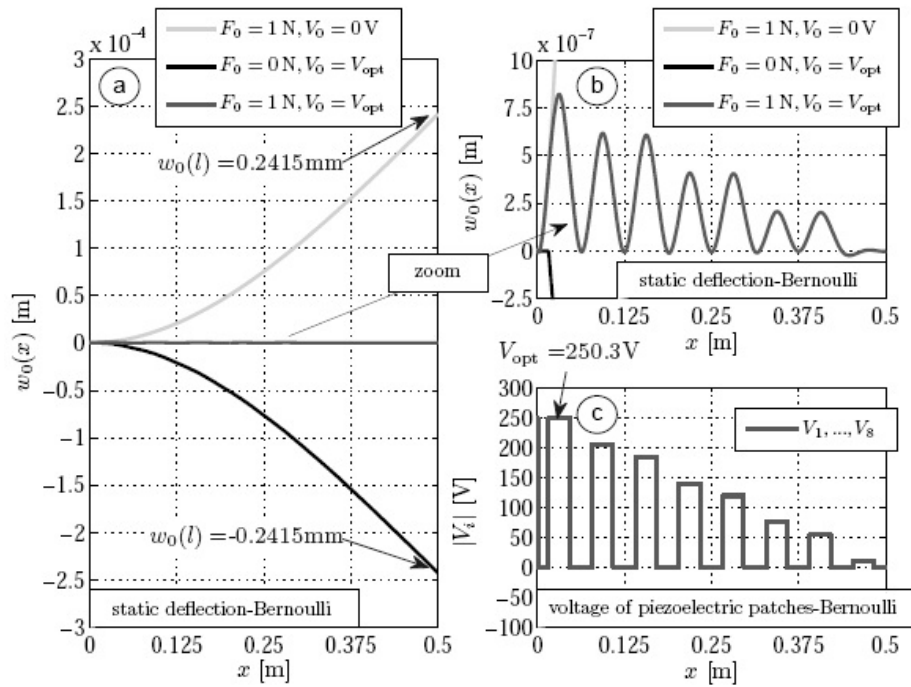 x 10⁻⁴
F₀ = 1 N, V₀ = 0 V
F₀ = 0 N, V₀ = Vₒₚₜ
F₀ = 1 N, V₀ = Vₒₚₜ
a
3
2.5
2
1.5
1
0.5
0
−0.5
−1
−1.5
−2
−2.5
−3
w₀(x) [m]
w₀(l) =0.2415mm
zoom
w₀(l) =-0.2415mm
static deflection-Bernoulli
0
0.125
0.25
0.375
0.5
x [m]
x 10⁻⁷
F₀ = 1 N, V₀ = 0 V
F₀ = 0 N, V₀ = Vₒₚₜ
F₀ = 1 N, V₀ = Vₒₚₜ
b
10
7.5
5
2.5
0
−2.5
w₀(x) [m]
static deflection-Bernoulli
0
0.125
0.25
0.375
0.5
x [m]
Vₒₚₜ =250.3V
c
V₁, ..., V₈
300
250
200
150
100
50
0
−50
−100
|Vᵢ| [V]
voltage of piezoelectric patches-Bernoulli
0
0.125
0.25
0.375
0.5
x [m]